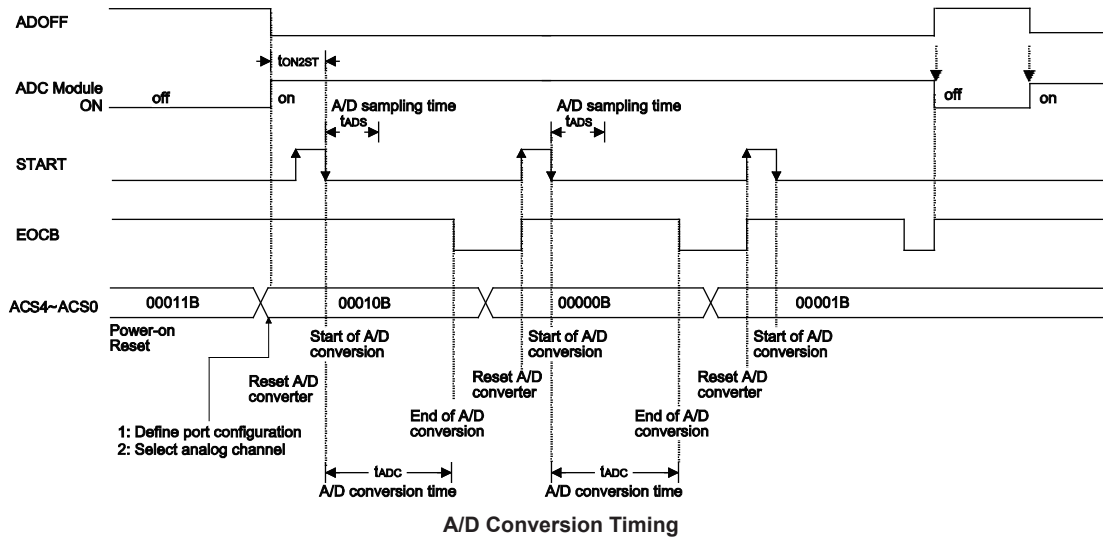 ADOFF
tON2ST
ADC Module
ON
off
on
off
on
A/D sampling time
tADS
A/D sampling time
tADS
START
EOCB
ACS4~ACS0
00011B
00010B
00000B
00001B
Power-on
Reset
Start of A/D
conversion
Start of A/D
conversion
Start of A/D
conversion
Reset A/D
converter
Reset A/D
converter
Reset A/D
converter
End of A/D
conversion
End of A/D
conversion
1: Define port configuration
2: Select analog channel
tADC
A/D conversion time
tADC
A/D conversion time
A/D Conversion Timing